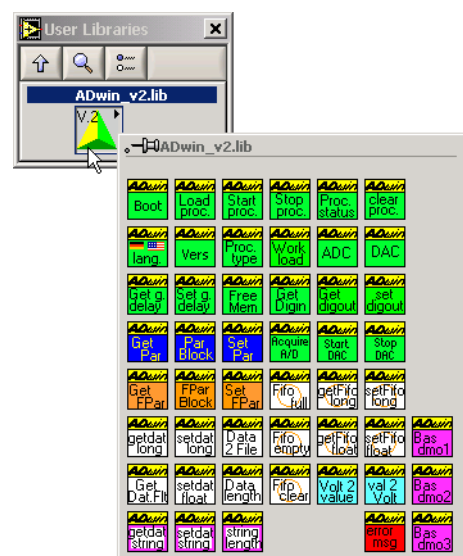 User Libraries
ADwin_v2.lib
V.2
ADwin_v2.lib
ADwin ADwin ADwin ADwin ADwin ADwin
Boot Load proc. Start proc. Stop proc. Proc. status clear proc.
ADwin ADwin ADwin ADwin ADwin ADwin
lang. Vers Proc. type Work load ADC DAC
ADwin ADwin ADwin ADwin ADwin ADwin
Get g. delay Set g. delay Free Mem Get Digin Get digout set digout
ADwin ADwin ADwin ADwin ADwin ADwin
Get Par Par Block Set Par Acquire A/D Start DAC Stop DAC
ADwin ADwin ADwin ADwin ADwin ADwin
Get FPar FPar Block Set FPar Fifo full getFifo long setFifo long
ADwin ADwin ADwin ADwin ADwin ADwin ADwin
getdat long setdat long Data 2 File Fifo empty getFifo float setFifo float Bas dmo1
ADwin ADwin ADwin ADwin ADwin ADwin ADwin
Get Dat.Flt setdat float Data length Fifo clear Volt 2 value val 2 Volt Bas dmo2
ADwin ADwin ADwin ADwin ADwin
getdat string setdat string string length error msg Bas dmo3